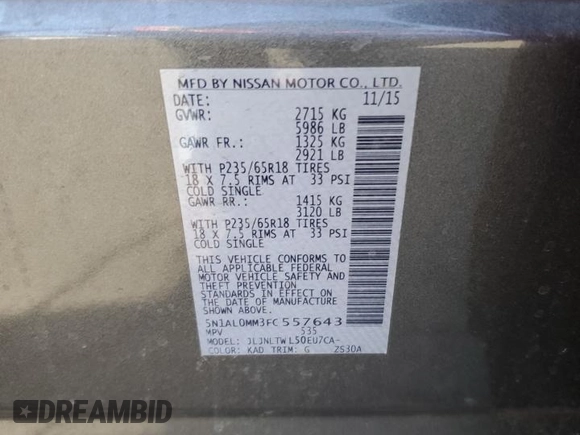 MFD BY NISSAN MOTOR CO., LTD.
DATE: 11/15
GVWR: 2715 KG
5986 LB
GAWR FR.: 1325 KG
2921 LB
WITH P235/65R18 TIRES
18 X 7.5 RIMS AT 33 PSI
COLD SINGLE
GAWR RR.: 1415 KG
3120 LB
WITH P235/65R18 TIRES
18 X 7.5 RIMS AT 33 PSI
COLD SINGLE
THIS VEHICLE CONFORMS TO
ALL APPLICABLE FEDERAL
MOTOR VEHICLE SAFETY AND
THEFT PREVENTION
STANDARDS IN EFFECT ON
THE DATE OF MANUFACTURE
SHOWN ABOVE.
5N1AL0MM3FC557643
MPV 535
MODEL: JLJNLTWL50EU7CA-
COLOR: KAD TRIM: G 2S30A
DREAMBID